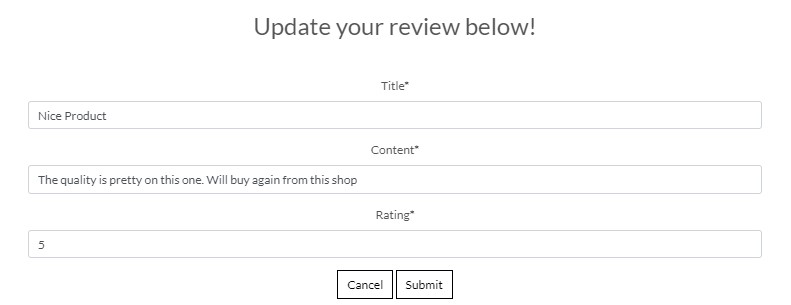 Update your review below!
Title*
Nice Product
Content*
The quality is pretty on this one. Will buy again from this shop
Rating*
5
Cancel Submit